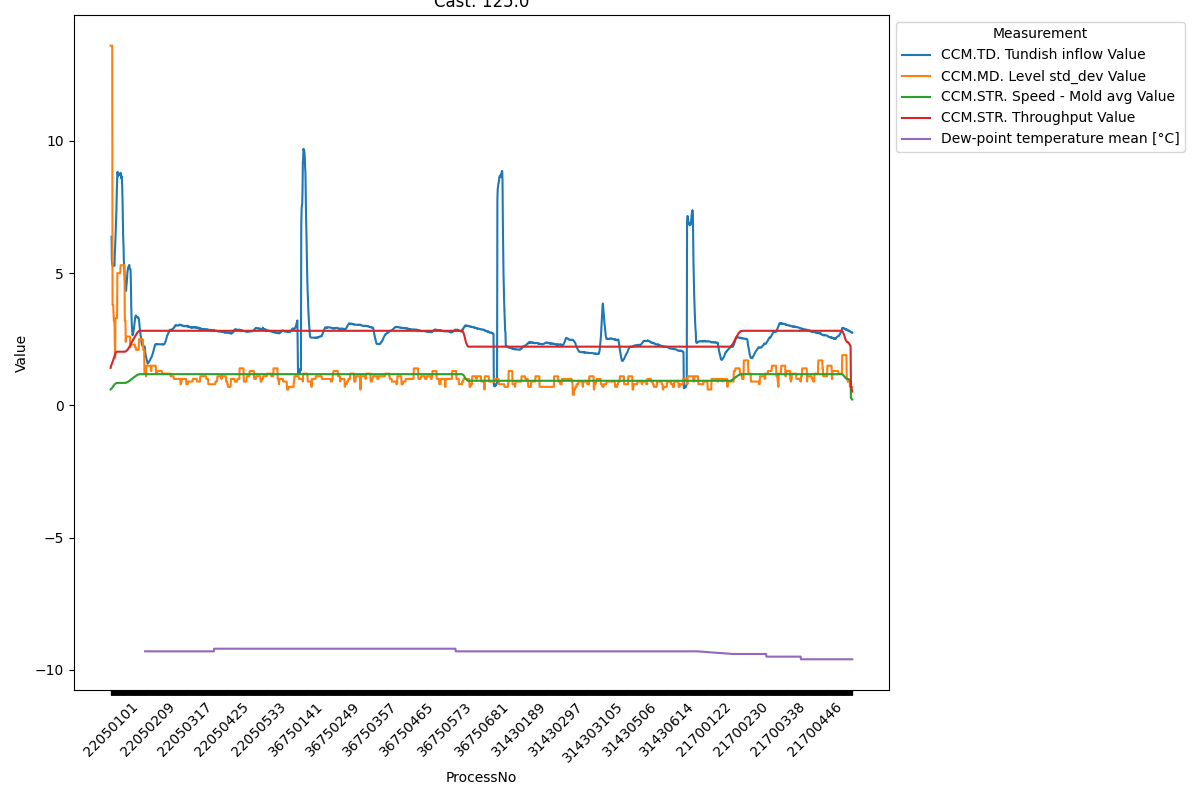 Cast: 125.0
Measurement
CCM.TD. Tundish inflow Value
CCM.MD. Level std_dev Value
CCM.STR. Speed - Mold avg Value
CCM.STR. Throughput Value
Dew-point temperature mean [°C]
Value
10
5
0
−5
−10
22050101
22050209
22050317
22050425
22050533
36750141
36750249
36750357
36750465
36750573
36750681
31430189
31430297
314303105
31430506
31430614
21700122
21700230
21700338
21700446
ProcessNo